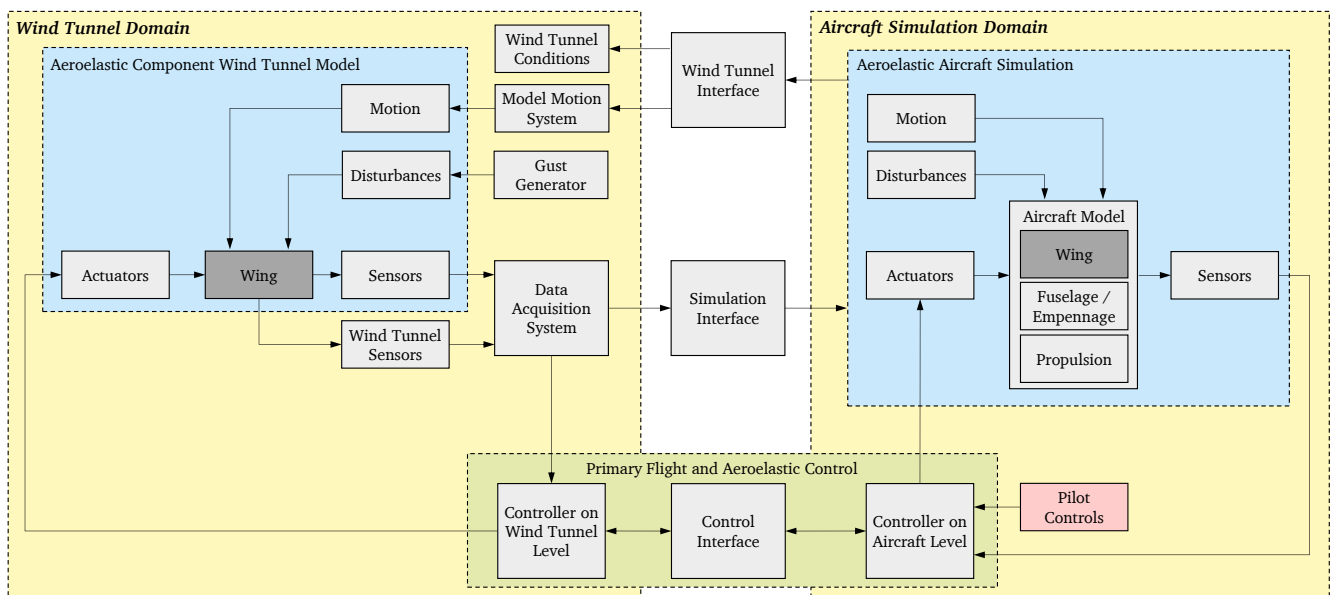 Wind Tunnel Domain
Aeroelastic Component Wind Tunnel Model
Motion
Disturbances
Actuators
Wing
Sensors
Wind Tunnel
Sensors
Wind Tunnel
Conditions
Model Motion
System
Gust
Generator
Data
Acquisition
System
Wind Tunnel
Interface
Simulation
Interface
Aircraft Simulation Domain
Aeroelastic Aircraft Simulation
Motion
Disturbances
Actuators
Aircraft Model
Wing
Fuselage /
Empennage
Propulsion
Sensors
Primary Flight and Aeroelastic Control
Controller on
Wind Tunnel
Level
Control
Interface
Controller on
Aircraft Level
Pilot
Controls